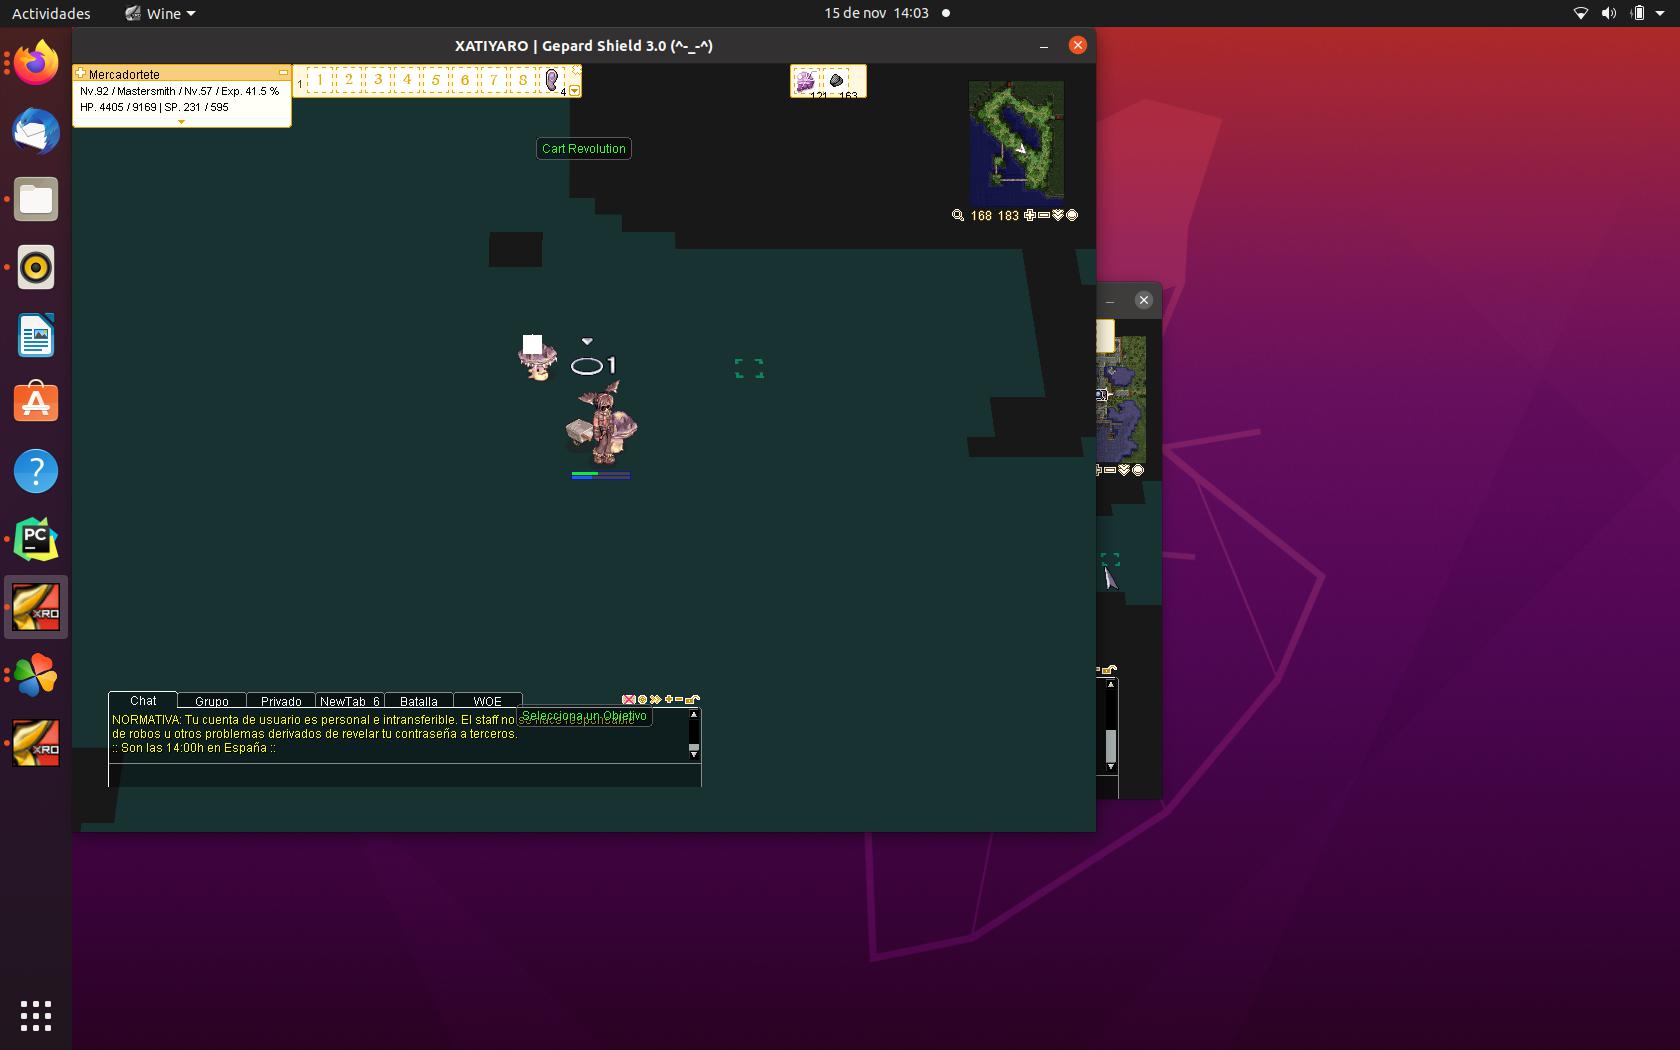 Actividades
Wine
15 de nov 14:03
XATIYARO | Gepard Shield 3.0 (^-_-^)
Mercadortete
Nv.92 / Mastersmith / Nv.57 / Exp. 41.5 %
HP. 4405 / 9169 | SP. 231 / 595
1
1 2 3 4 5 6 7 8
4
121 163
Cart Revolution
168 183
1
Chat Grupo Privado NewTab_6 Batalla WOE
NORMATIVA: Tu cuenta de usuario es personal e intransferible. El staff no se hace responsable
Selecciona un Objetivo
de robos u otros problemas derivados de revelar tu contraseña a terceros.
:: Son las 14:00h en España ::
PC
XRO
XRO